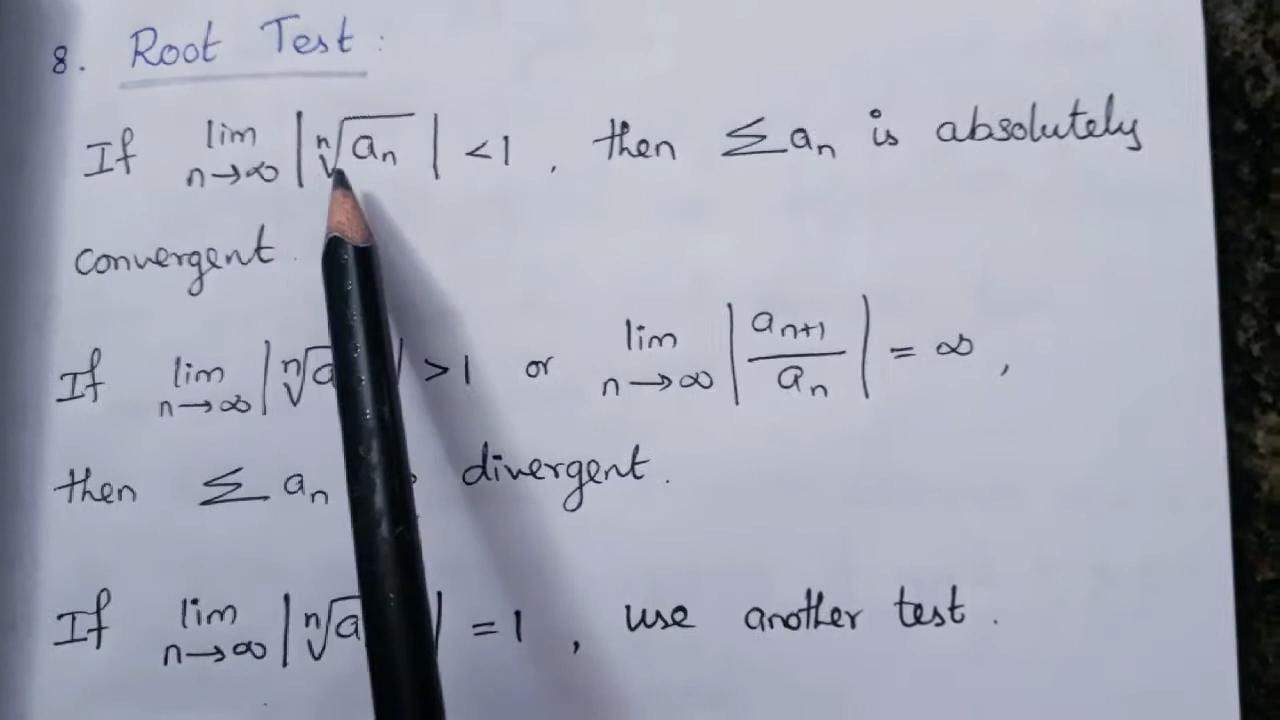 8. Root Test:
If lim n→∞ |ⁿ√aₙ| < 1, then Σaₙ is absolutely
convergent.
If lim n→∞ |ⁿ√a | > 1 or lim n→∞ |aₙ₊₁/aₙ| = ∞,
then Σ aₙ divergent.
If lim n→∞ |ⁿ√a | = 1, use another test.